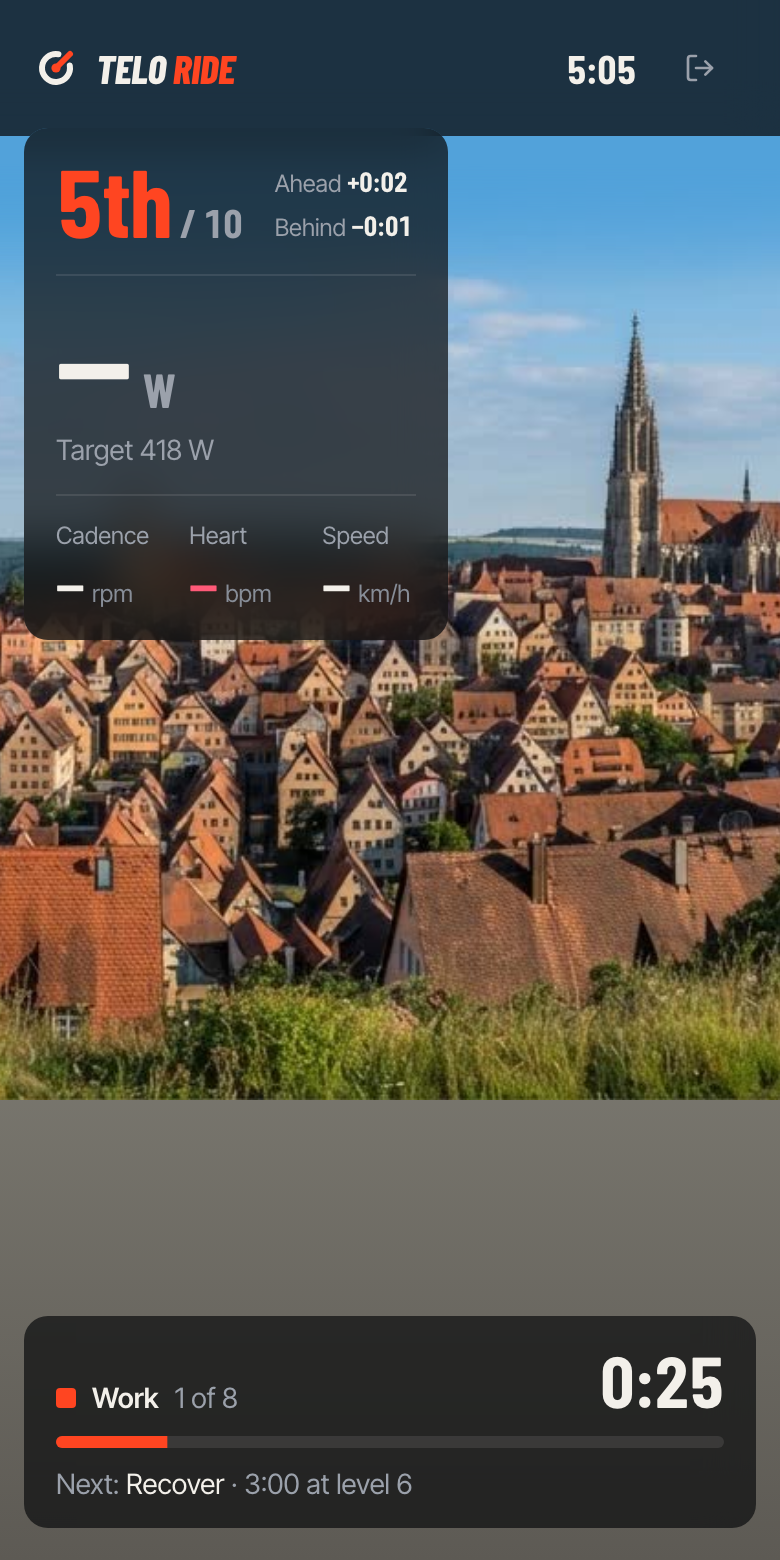 TELO RIDE
5:05
5th / 10
Ahead +0:02
Behind −0:01
— W
Target 418 W
Cadence Heart Speed
— rpm — bpm — km/h
Work 1 of 8
0:25
Next: Recover · 3:00 at level 6